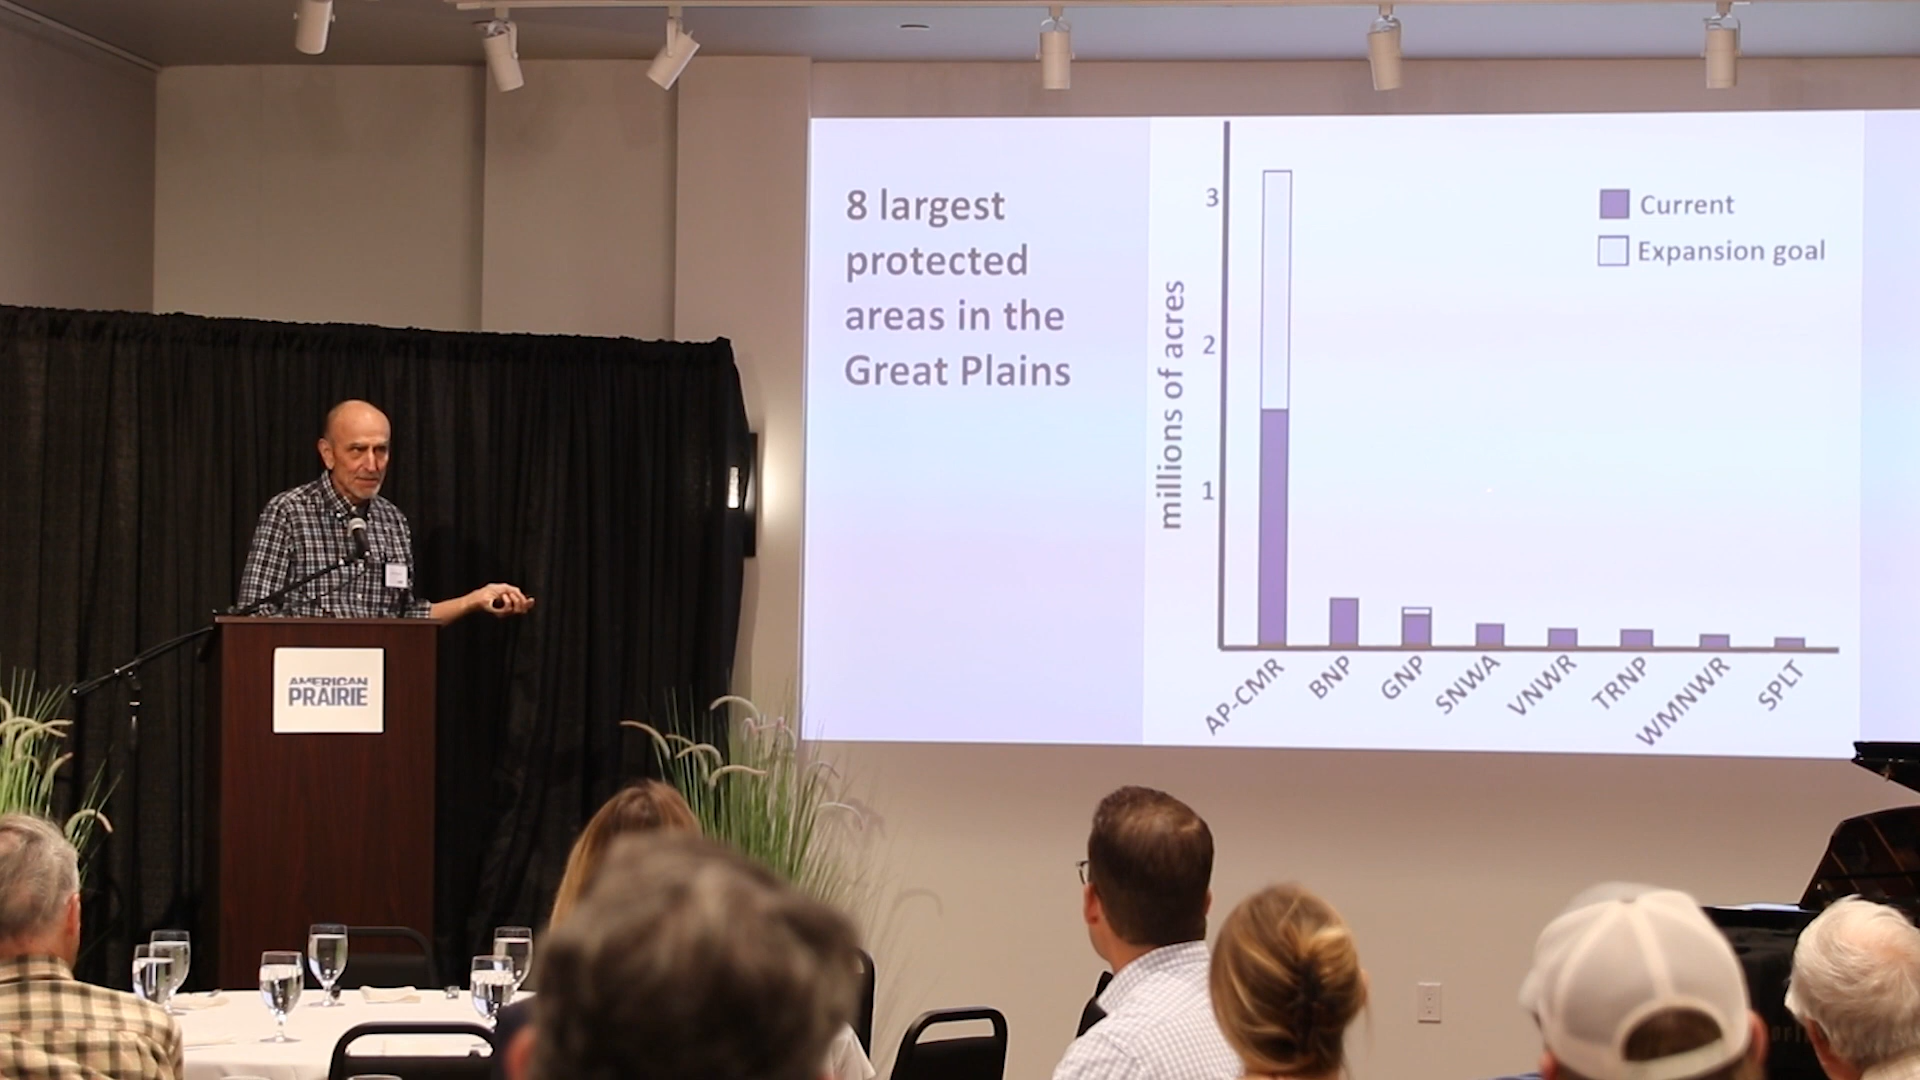 8 largest
protected
areas in the
Great Plains
millions of acres
3
2
1
Current
Expansion goal
AP-CMR
BNP
GNP
SNWA
VNWR
TRNP
WMNWR
SPLT
AMERICAN
PRAIRIE